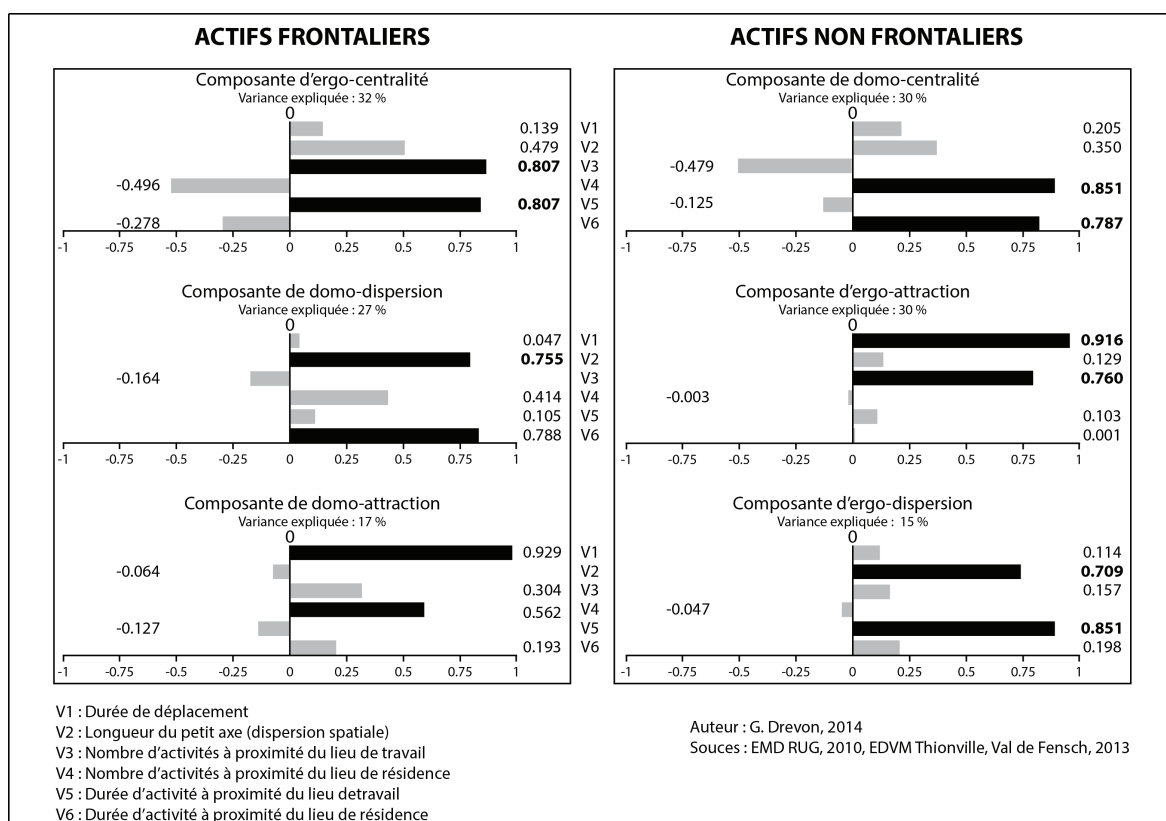 ACTIFS FRONTALIERS
Composante d'ergo-centralité
Variance expliquée : 32 %
0
0.139 V1
0.479 V2
0.807 V3
-0.496 V4
0.807 V5
-0.278 V6
-1 -0.75 -0.5 -0.25 0 0.25 0.5 0.75 1
Composante de domo-dispersion
Variance expliquée : 27 %
0
0.047 V1
0.755 V2
-0.164 V3
0.414 V4
0.105 V5
0.788 V6
-1 -0.75 -0.5 -0.25 0 0.25 0.5 0.75 1
Composante de domo-attraction
Variance expliquée : 17 %
0
0.929 V1
-0.064 V2
0.304 V3
0.562 V4
-0.127 V5
0.193 V6
-1 -0.75 -0.5 -0.25 0 0.25 0.5 0.75 1
ACTIFS NON FRONTALIERS
Composante de domo-centralité
Variance expliquée : 30 %
0
0.205
0.350
-0.479
0.851
-0.125
0.787
-1 -0.75 -0.5 -0.25 0 0.25 0.5 0.75 1
Composante d'ergo-attraction
Variance expliquée : 30 %
0
0.916
0.129
0.760
-0.003
0.103
0.001
-1 -0.75 -0.5 -0.25 0 0.25 0.5 0.75 1
Composante d'ergo-dispersion
Variance expliquée : 15 %
0
0.114
0.709
0.157
-0.047
0.851
0.198
-1 -0.75 -0.5 -0.25 0 0.25 0.5 0.75 1
V1 : Durée de déplacement
V2 : Longueur du petit axe (dispersion spatiale)
V3 : Nombre d'activités à proximité du lieu de travail
V4 : Nombre d'activités à proximité du lieu de résidence
V5 : Durée d'activité à proximité du lieu detravail
V6 : Durée d'activité à proximité du lieu de résidence
Auteur : G. Drevon, 2014
Souces : EMD RUG, 2010, EDVM Thionville, Val de Fensch, 2013